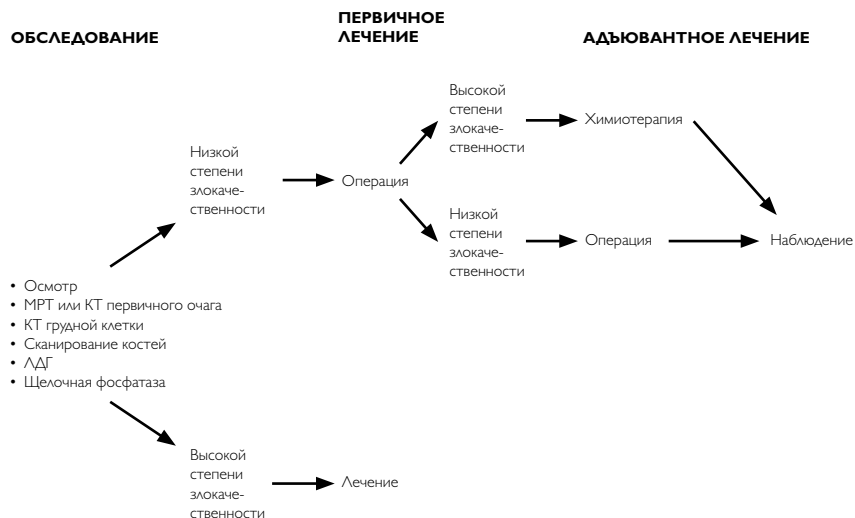 ОБСЛЕДОВАНИЕ
ПЕРВИЧНОЕ
ЛЕЧЕНИЕ
АДЪЮВАНТНОЕ ЛЕЧЕНИЕ
Низкой
степени
злокаче-
ственности
Операция
Высокой
степени
злокаче-
ственности
Химиотерапия
Низкой
степени
злокаче-
ственности
Операция
Наблюдение
• Осмотр
• МРТ или КТ первичного очага
• КТ грудной клетки
• Сканирование костей
• ЛДГ
• Щелочная фосфатаза
Высокой
степени
злокаче-
ственности
Лечение